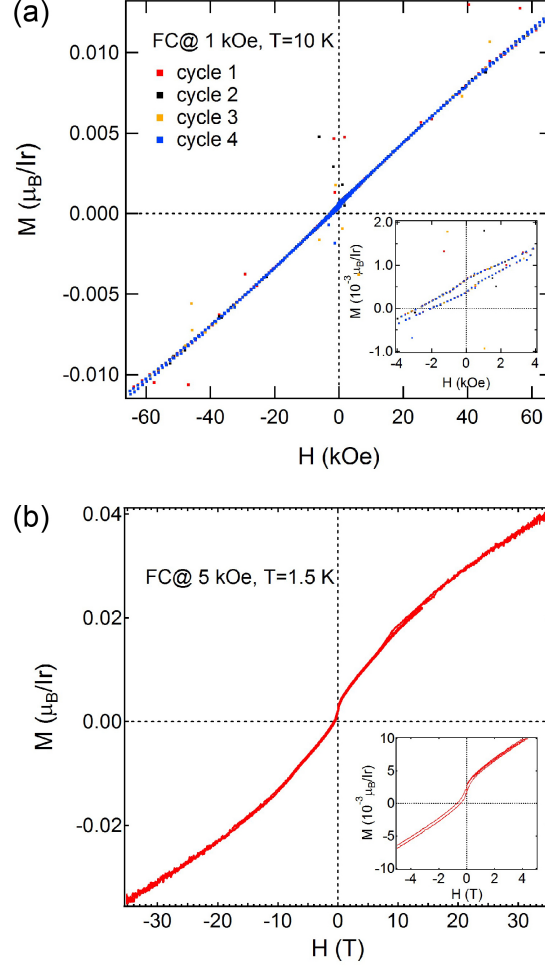 (a)
FC@ 1 kOe, T=10 K
cycle 1
cycle 2
cycle 3
cycle 4
M (μB/Ir)
0.010
0.005
0.000
-0.005
-0.010
-60 -40 -20 0 20 40 60
H (kOe)
M (10⁻³ μB/Ir)
2.0
1.0
0.0
-1.0
-4 -2 0 2 4
H (kOe)
(b)
FC@ 5 kOe, T=1.5 K
M (μB/Ir)
0.04
0.02
0.00
-0.02
-30 -20 -10 0 10 20 30
H (T)
M (10⁻³ μB/Ir)
10
5
0
-5
-10
-4 -2 0 2 4
H (T)